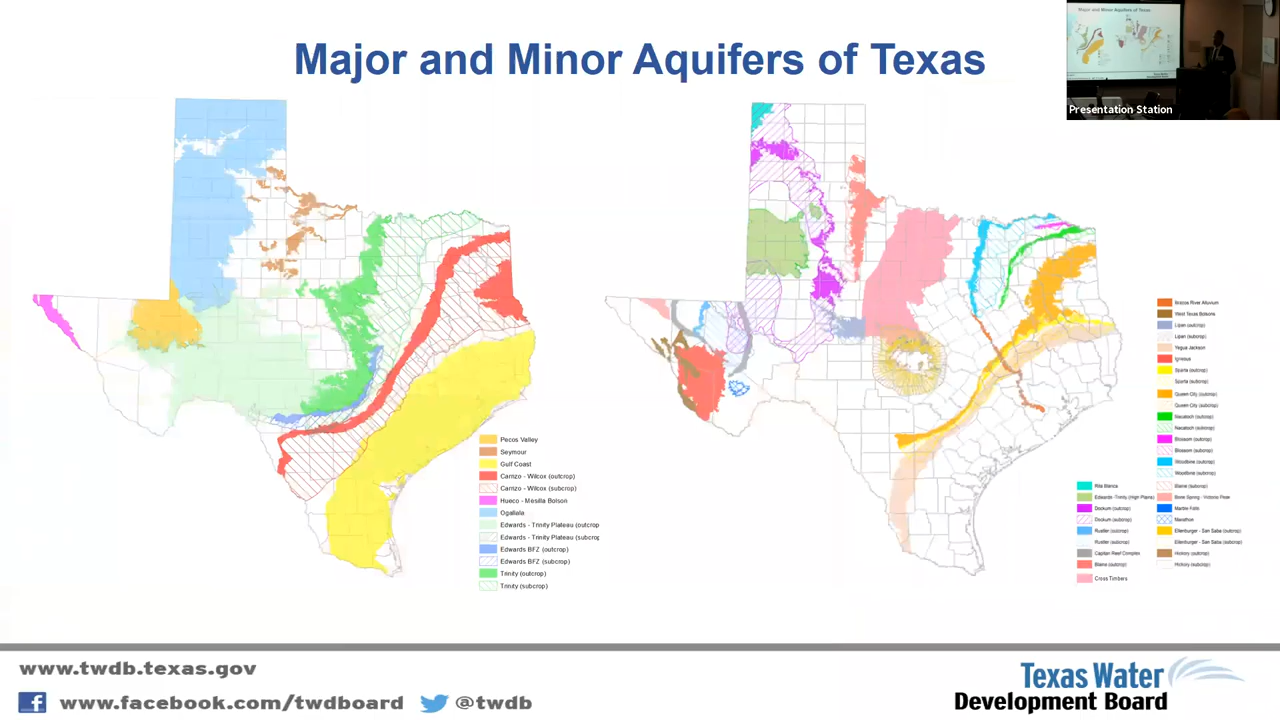 Major and Minor Aquifers of Texas
Major and Minor Aquifers of Texas
Presentation Station
Pecos Valley
Seymour
Gulf Coast
Carrizo - Wilcox (outcrop)
Carrizo - Wilcox (subcrop)
Hueco - Mesilla Bolson
Ogallala
Edwards - Trinity Plateau (outcrop
Edwards - Trinity Plateau (subcrop
Edwards BFZ (outcrop)
Edwards BFZ (subcrop)
Trinity (outcrop)
Trinity (subcrop)
Brazos River Alluvium
West Texas Bolsons
Lipan (outcrop)
Lipan (subcrop)
Yegua Jackson
Igneous
Sparta (outcrop)
Sparta (subcrop)
Queen City (outcrop)
Queen City (subcrop)
Nacatoch (outcrop)
Nacatoch (subcrop)
Blossom (outcrop)
Blossom (subcrop)
Woodbine (outcrop)
Woodbine (subcrop)
Rita Blanca
Edwards -Trinity (High Plains)
Dockum (outcrop)
Dockum (subcrop)
Rustler (outcrop)
Rustler (subcrop)
Capitan Reef Complex
Blaine (outcrop)
Cross Timbers
Blaine (subcrop)
Bone Spring - Victorio Peak
Marble Falls
Marathon
Ellenburger - San Saba (outcrop)
Ellenburger - San Saba (subcrop)
Hickory (outcrop)
Hickory (subcrop)
www.twdb.texas.gov
www.facebook.com/twdboard
@twdb
Texas Water
Development Board